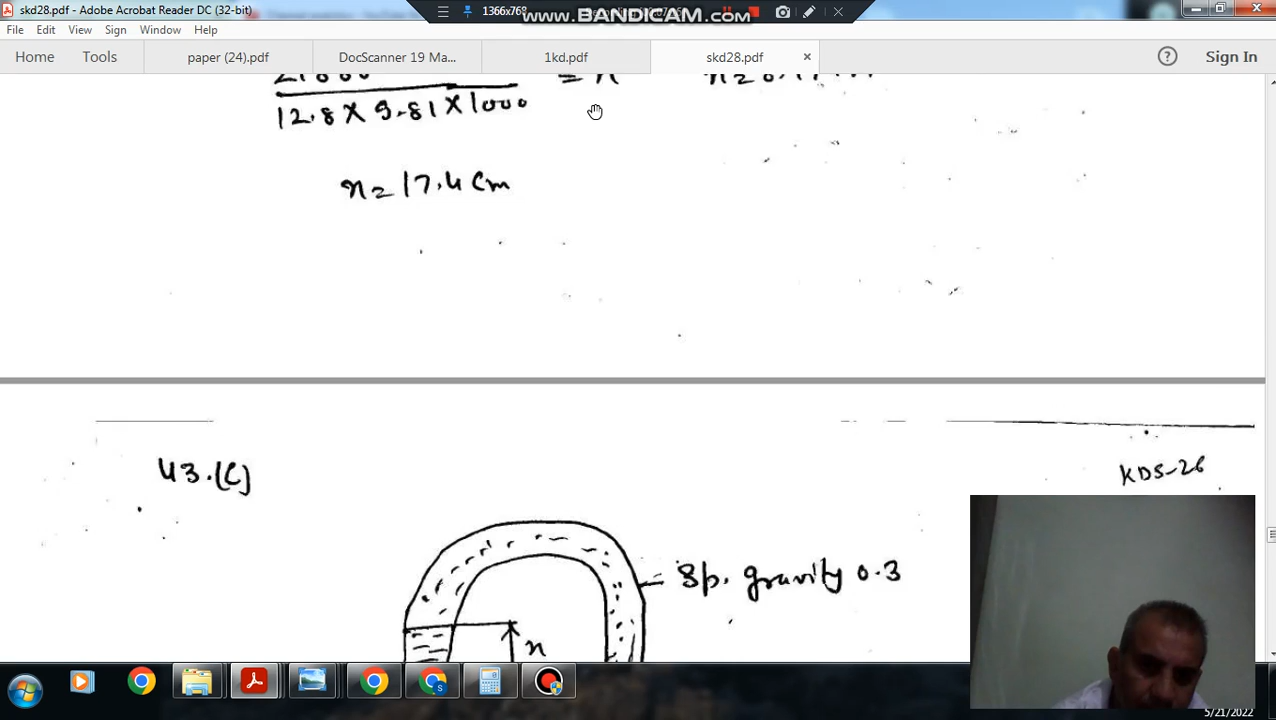 skd28.pdf - Adobe Acrobat Reader DC (32-bit)
1366x768
www.BANDICAM.com
File Edit View Sign Window Help
Home Tools paper (24).pdf DocScanner 19 Ma... 1kd.pdf skd28.pdf × Sign In
12.8 X 9.81 X 1000
= x
x = 17.4 cm
43.(C)
KDS-26
Sp. gravity 0.3
x
5/21/2022